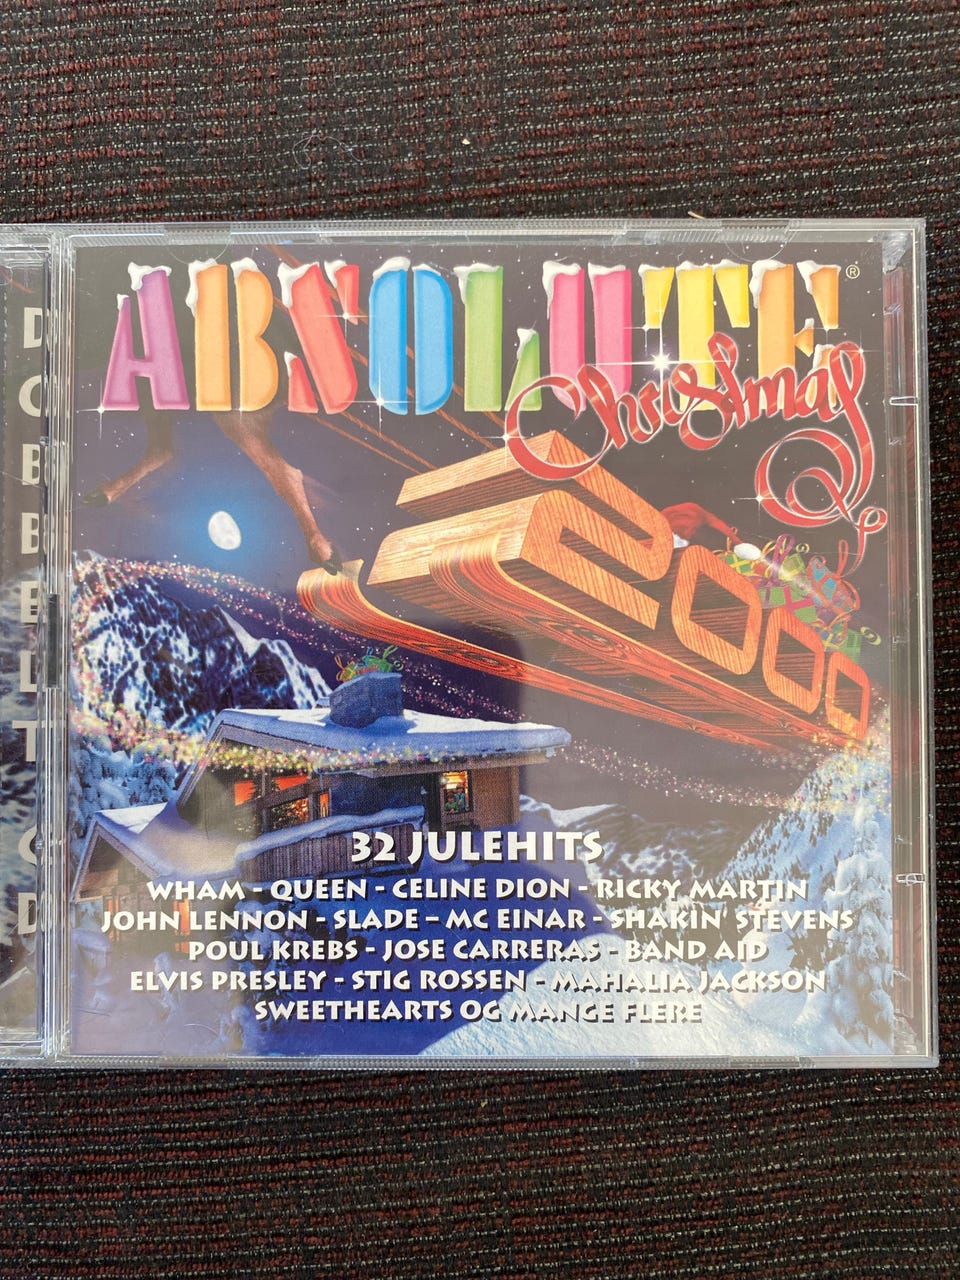 ABSOLUTE®
Christmas
2000
32 JULEHITS
WHAM - QUEEN - CELINE DION - RICKY MARTIN
JOHN LENNON - SLADE - MC EINAR - SHAKIN' STEVENS
POUL KREBS - JOSE CARRERAS - BAND AID
ELVIS PRESLEY - STIG ROSSEN - MAHALIA JACKSON
SWEETHEARTS OG MANGE FLERE
DOBBELT CD